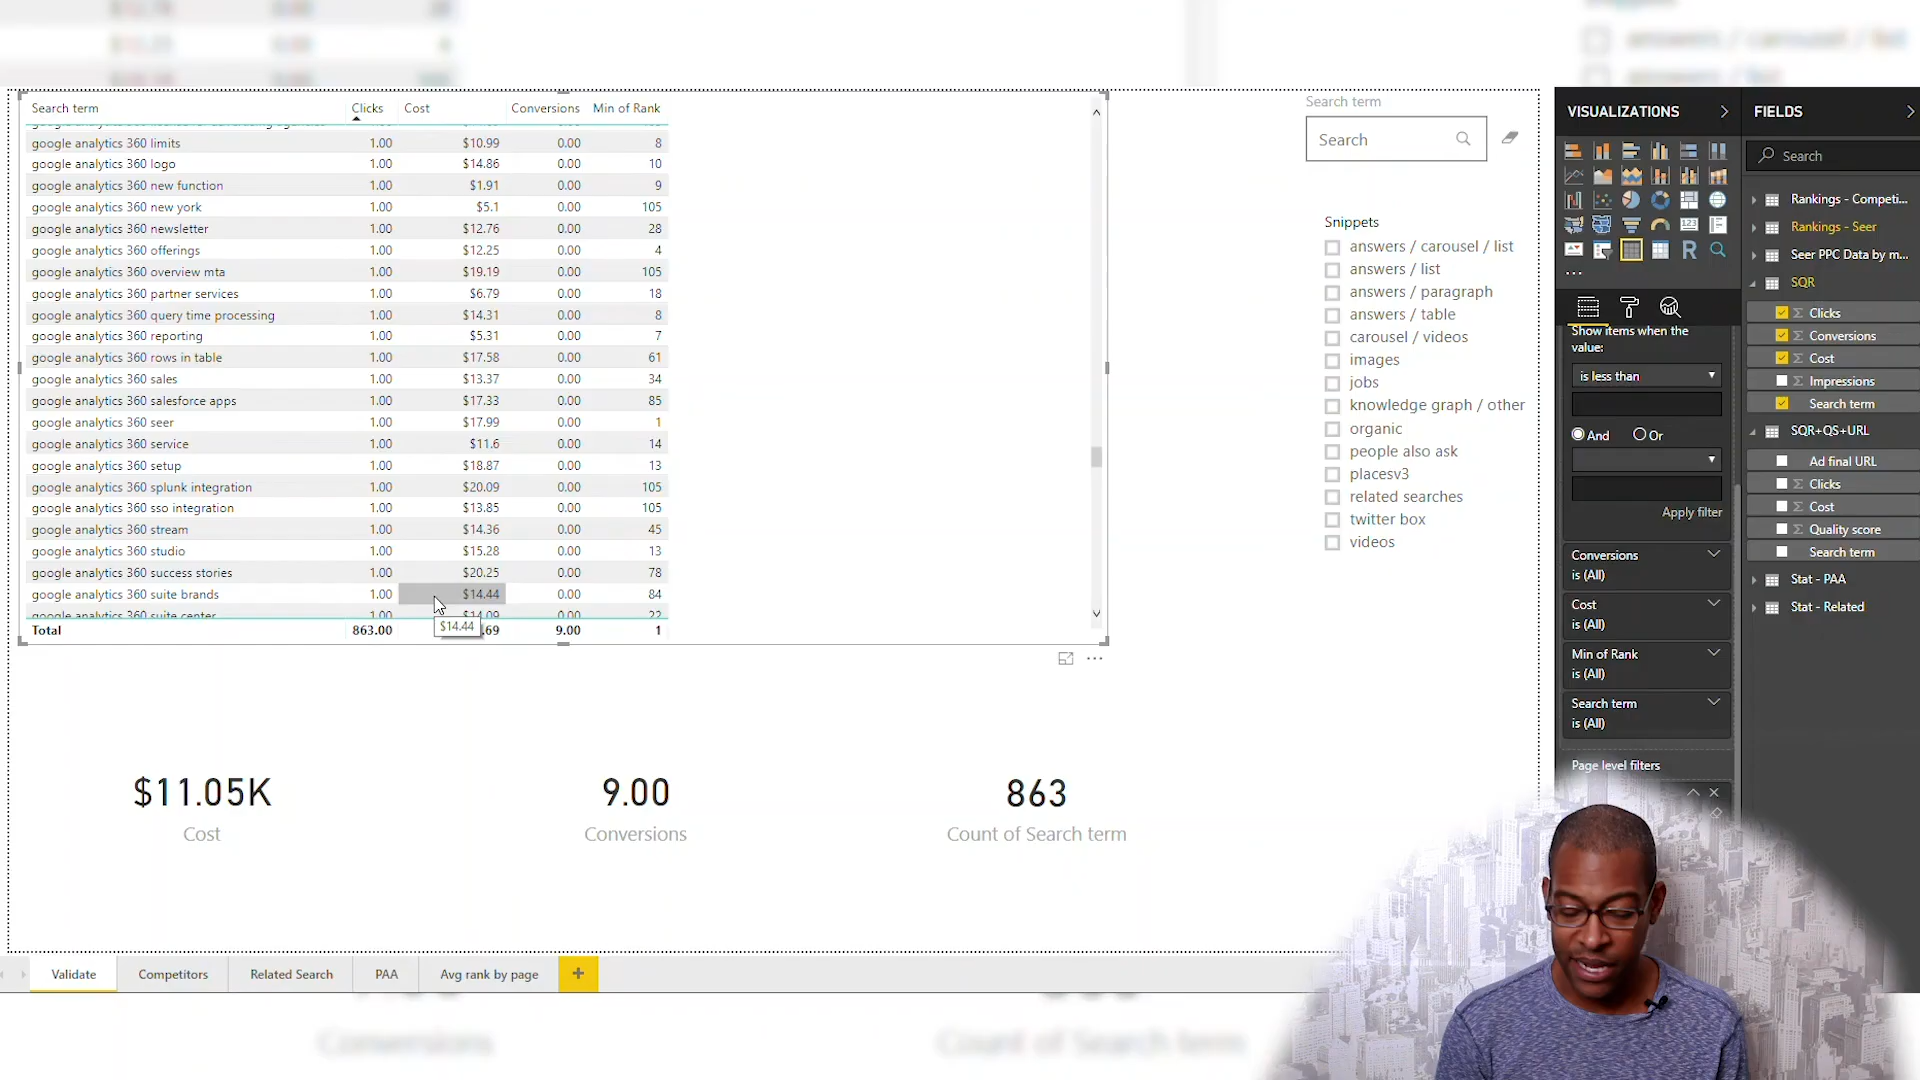 Search term Clicks Cost Conversions Min of Rank
google analytics 360 limits 1.00 $10.99 0.00 8
google analytics 360 logo 1.00 $14.86 0.00 10
google analytics 360 new function 1.00 $1.91 0.00 9
google analytics 360 new york 1.00 $5.1 0.00 105
google analytics 360 newsletter 1.00 $12.76 0.00 28
google analytics 360 offerings 1.00 $12.25 0.00 4
google analytics 360 overview mta 1.00 $19.19 0.00 105
google analytics 360 partner services 1.00 $6.79 0.00 18
google analytics 360 query time processing 1.00 $14.31 0.00 8
google analytics 360 reporting 1.00 $5.31 0.00 7
google analytics 360 rows in table 1.00 $17.58 0.00 61
google analytics 360 sales 1.00 $13.37 0.00 34
google analytics 360 salesforce apps 1.00 $17.33 0.00 85
google analytics 360 seer 1.00 $17.99 0.00 1
google analytics 360 service 1.00 $11.6 0.00 14
google analytics 360 setup 1.00 $18.87 0.00 13
google analytics 360 splunk integration 1.00 $20.09 0.00 105
google analytics 360 sso integration 1.00 $13.85 0.00 105
google analytics 360 stream 1.00 $14.36 0.00 45
google analytics 360 studio 1.00 $15.28 0.00 13
google analytics 360 success stories 1.00 $20.25 0.00 78
google analytics 360 suite brands 1.00 $14.44 0.00 84
google analytics 360 suite center 1.00 $14.09 0.00 22
$14.44
Total 863.00 .69 9.00 1
$11.05K
Cost
9.00
Conversions
863
Count of Search term
Search term
Search
Snippets
answers / carousel / list
answers / list
answers / paragraph
answers / table
carousel / videos
images
jobs
knowledge graph / other
organic
people also ask
placesv3
related searches
twitter box
videos
VISUALIZATIONS
123
R
...
Show items when the
value:
is less than
And Or
Apply filter
Conversions
is (All)
Cost
is (All)
Min of Rank
is (All)
Search term
is (All)
Page level filters
FIELDS
Search
Rankings - Competi...
Rankings - Seer
Seer PPC Data by m...
SQR
Σ Clicks
Σ Conversions
Σ Cost
Σ Impressions
Search term
SQR+QS+URL
Ad final URL
Σ Clicks
Σ Cost
Σ Quality score
Search term
Stat - PAA
Stat - Related
Validate Competitors Related Search PAA Avg rank by page +
Conversions
Count of Search term